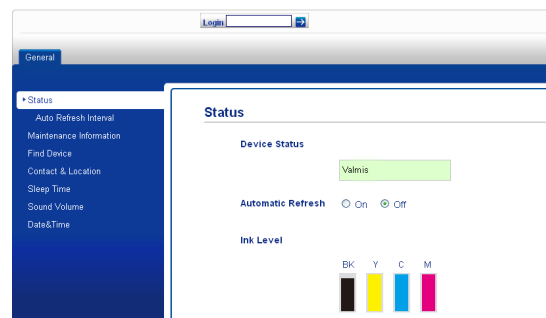 Login
General
Status
Auto Refresh Interval
Maintenance Information
Find Device
Contact & Location
Sleep Time
Sound Volume
Date&Time
Status
Device Status
Valmis
Automatic Refresh On Off
Ink Level
BK Y C M